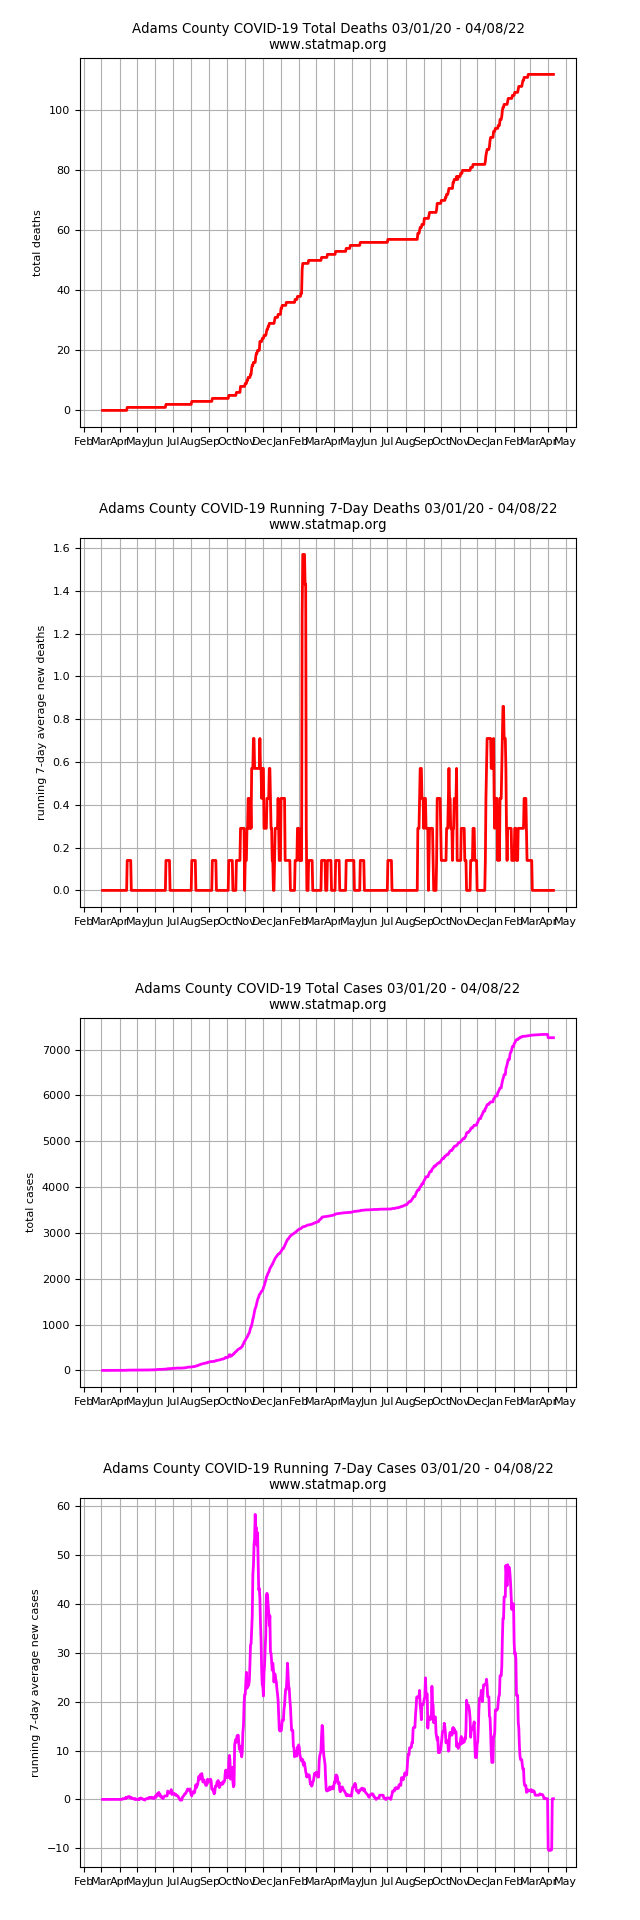 Adams County COVID-19 Total Deaths 03/01/20 - 04/08/22
www.statmap.org
total deaths
100
80
60
40
20
0
Feb Mar Apr May Jun Jul Aug Sep Oct Nov Dec Jan Feb Mar Apr May Jun Jul Aug Sep Oct Nov Dec Jan Feb Mar Apr May
Adams County COVID-19 Running 7-Day Deaths 03/01/20 - 04/08/22
www.statmap.org
running 7-day average new deaths
1.6
1.4
1.2
1.0
0.8
0.6
0.4
0.2
0.0
Feb Mar Apr May Jun Jul Aug Sep Oct Nov Dec Jan Feb Mar Apr May Jun Jul Aug Sep Oct Nov Dec Jan Feb Mar Apr May
Adams County COVID-19 Total Cases 03/01/20 - 04/08/22
www.statmap.org
total cases
7000
6000
5000
4000
3000
2000
1000
0
Feb Mar Apr May Jun Jul Aug Sep Oct Nov Dec Jan Feb Mar Apr May Jun Jul Aug Sep Oct Nov Dec Jan Feb Mar Apr May
Adams County COVID-19 Running 7-Day Cases 03/01/20 - 04/08/22
www.statmap.org
running 7-day average new cases
60
50
40
30
20
10
0
−10
Feb Mar Apr May Jun Jul Aug Sep Oct Nov Dec Jan Feb Mar Apr May Jun Jul Aug Sep Oct Nov Dec Jan Feb Mar Apr May